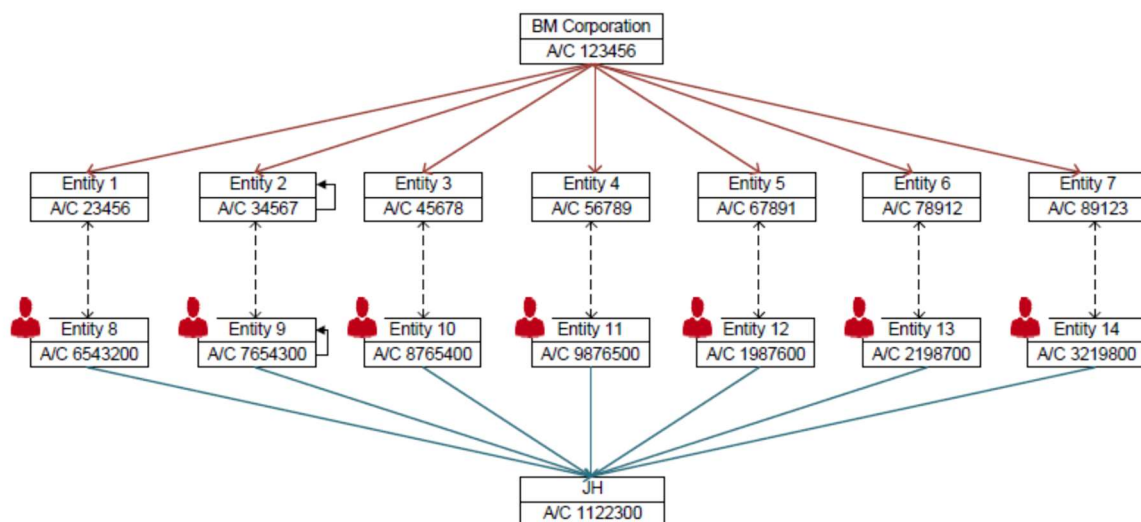 BM Corporation
A/C 123456
Entity 1
A/C 23456
Entity 2
A/C 34567
Entity 3
A/C 45678
Entity 4
A/C 56789
Entity 5
A/C 67891
Entity 6
A/C 78912
Entity 7
A/C 89123
Entity 8
A/C 6543200
Entity 9
A/C 7654300
Entity 10
A/C 8765400
Entity 11
A/C 9876500
Entity 12
A/C 1987600
Entity 13
A/C 2198700
Entity 14
A/C 3219800
JH
A/C 1122300